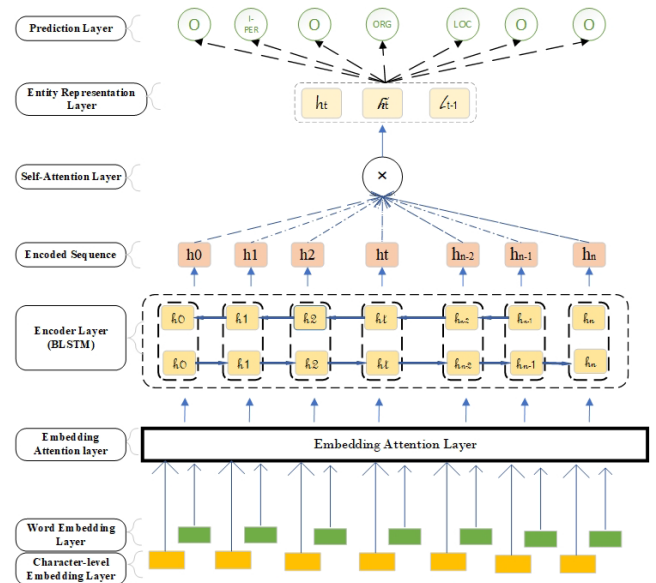 Prediction Layer
O I-PER O ORG LOC O O
Entity Representation
Layer
ht h̃t ℓt-1
Self-Attention Layer
×
Encoded Sequence
h0 h1 h2 ht hn-2 hn-1 hn
Encoder Layer
(BLSTM)
h0 h1 h2 ht hn-2 hn-1 hn
h0 h1 h2 ht hn-2 hn-1 hn
Embedding
Attention layer
Embedding Attention Layer
Word Embedding
Layer
Character-level
Embedding Layer